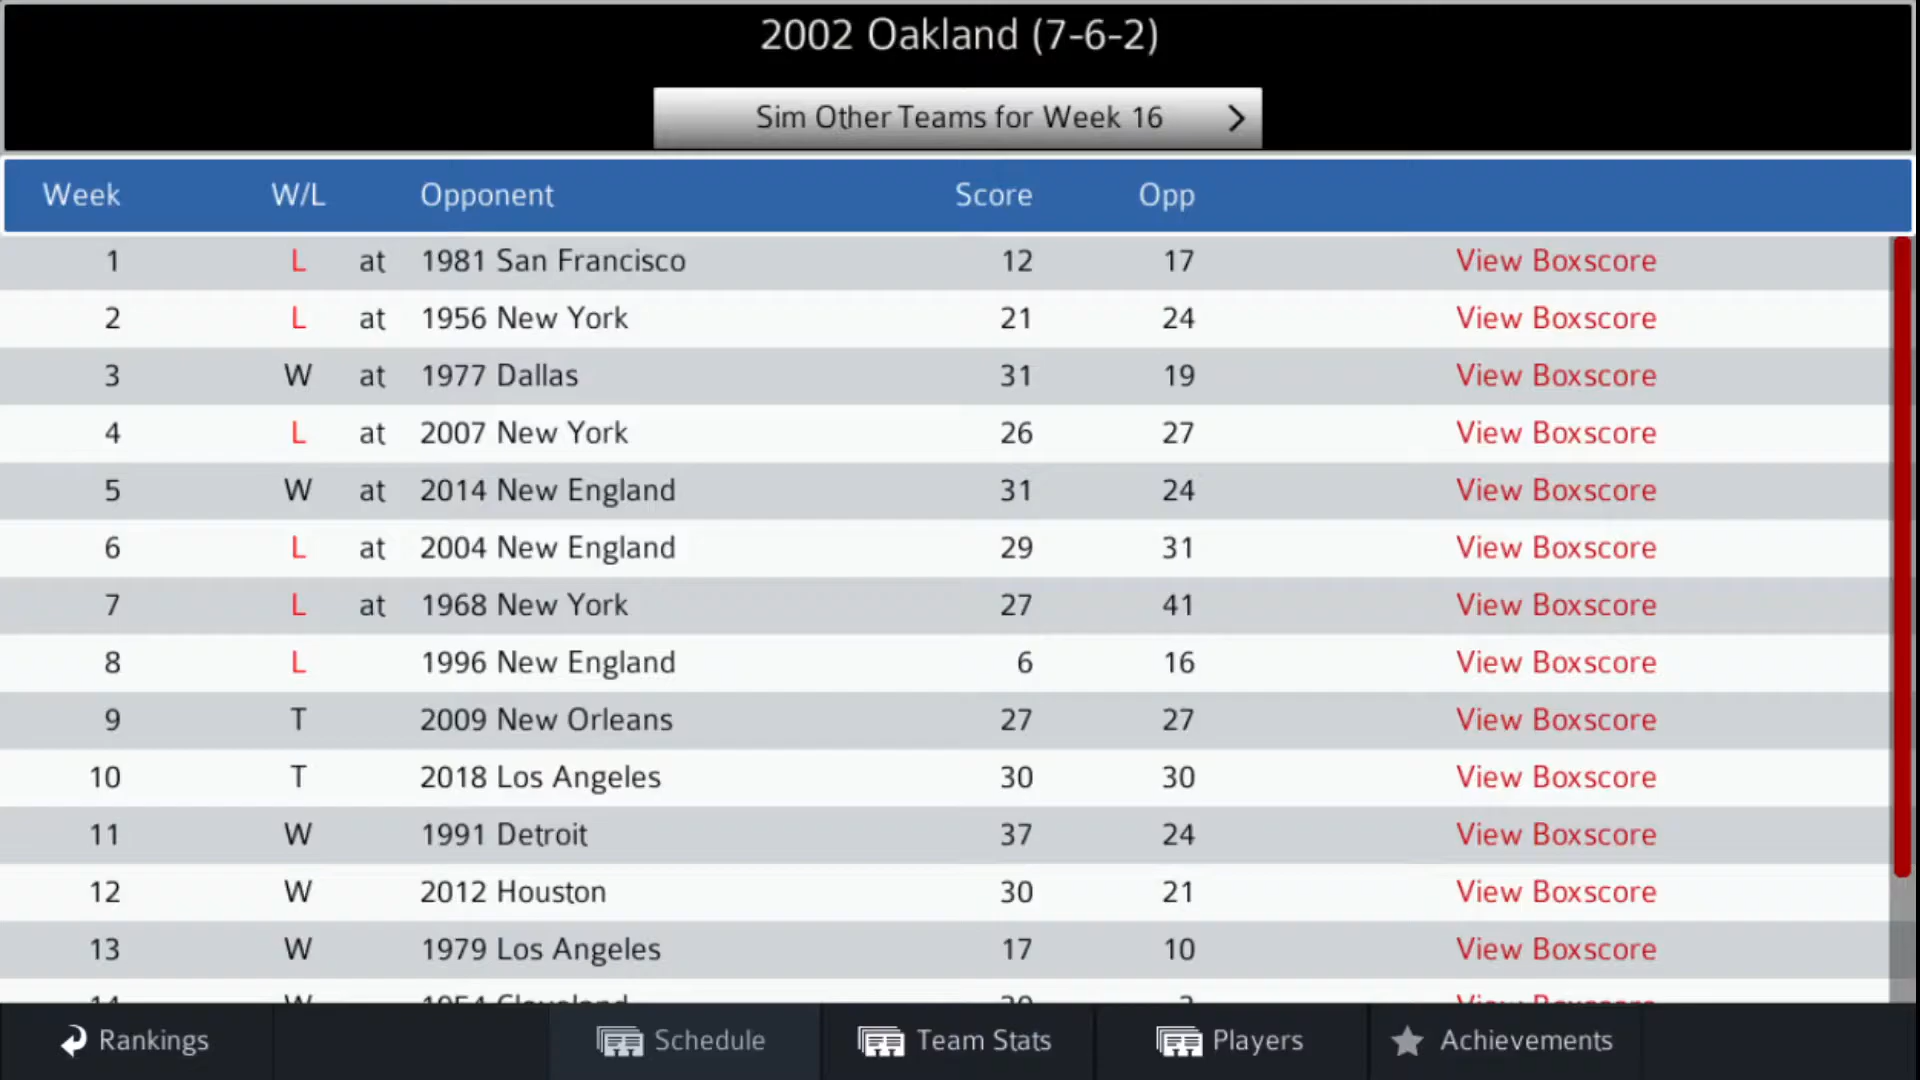 2002 Oakland (7-6-2)
Sim Other Teams for Week 16
Week W/L Opponent Score Opp
1 L at 1981 San Francisco 12 17 View Boxscore
2 L at 1956 New York 21 24 View Boxscore
3 W at 1977 Dallas 31 19 View Boxscore
4 L at 2007 New York 26 27 View Boxscore
5 W at 2014 New England 31 24 View Boxscore
6 L at 2004 New England 29 31 View Boxscore
7 L at 1968 New York 27 41 View Boxscore
8 L 1996 New England 6 16 View Boxscore
9 T 2009 New Orleans 27 27 View Boxscore
10 T 2018 Los Angeles 30 30 View Boxscore
11 W 1991 Detroit 37 24 View Boxscore
12 W 2012 Houston 30 21 View Boxscore
13 W 1979 Los Angeles 17 10 View Boxscore
14 W 1954 Cleveland View Boxscore
Rankings Schedule Team Stats Players Achievements